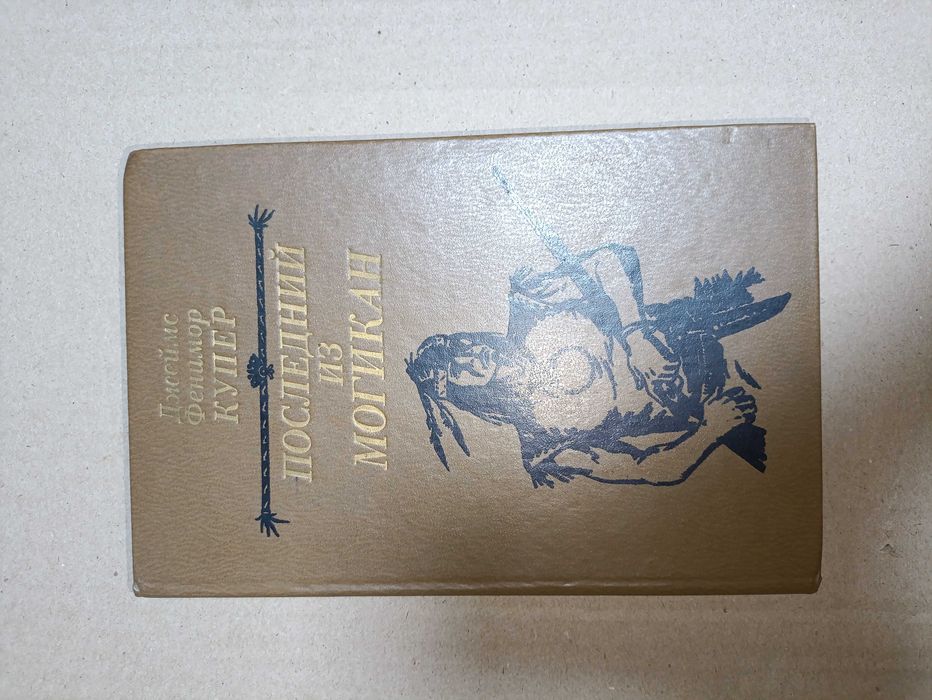 Джеймс
Фенимор
КУПЕР
ПОСЛЕДНИЙ
ИЗ
МОГИКАН